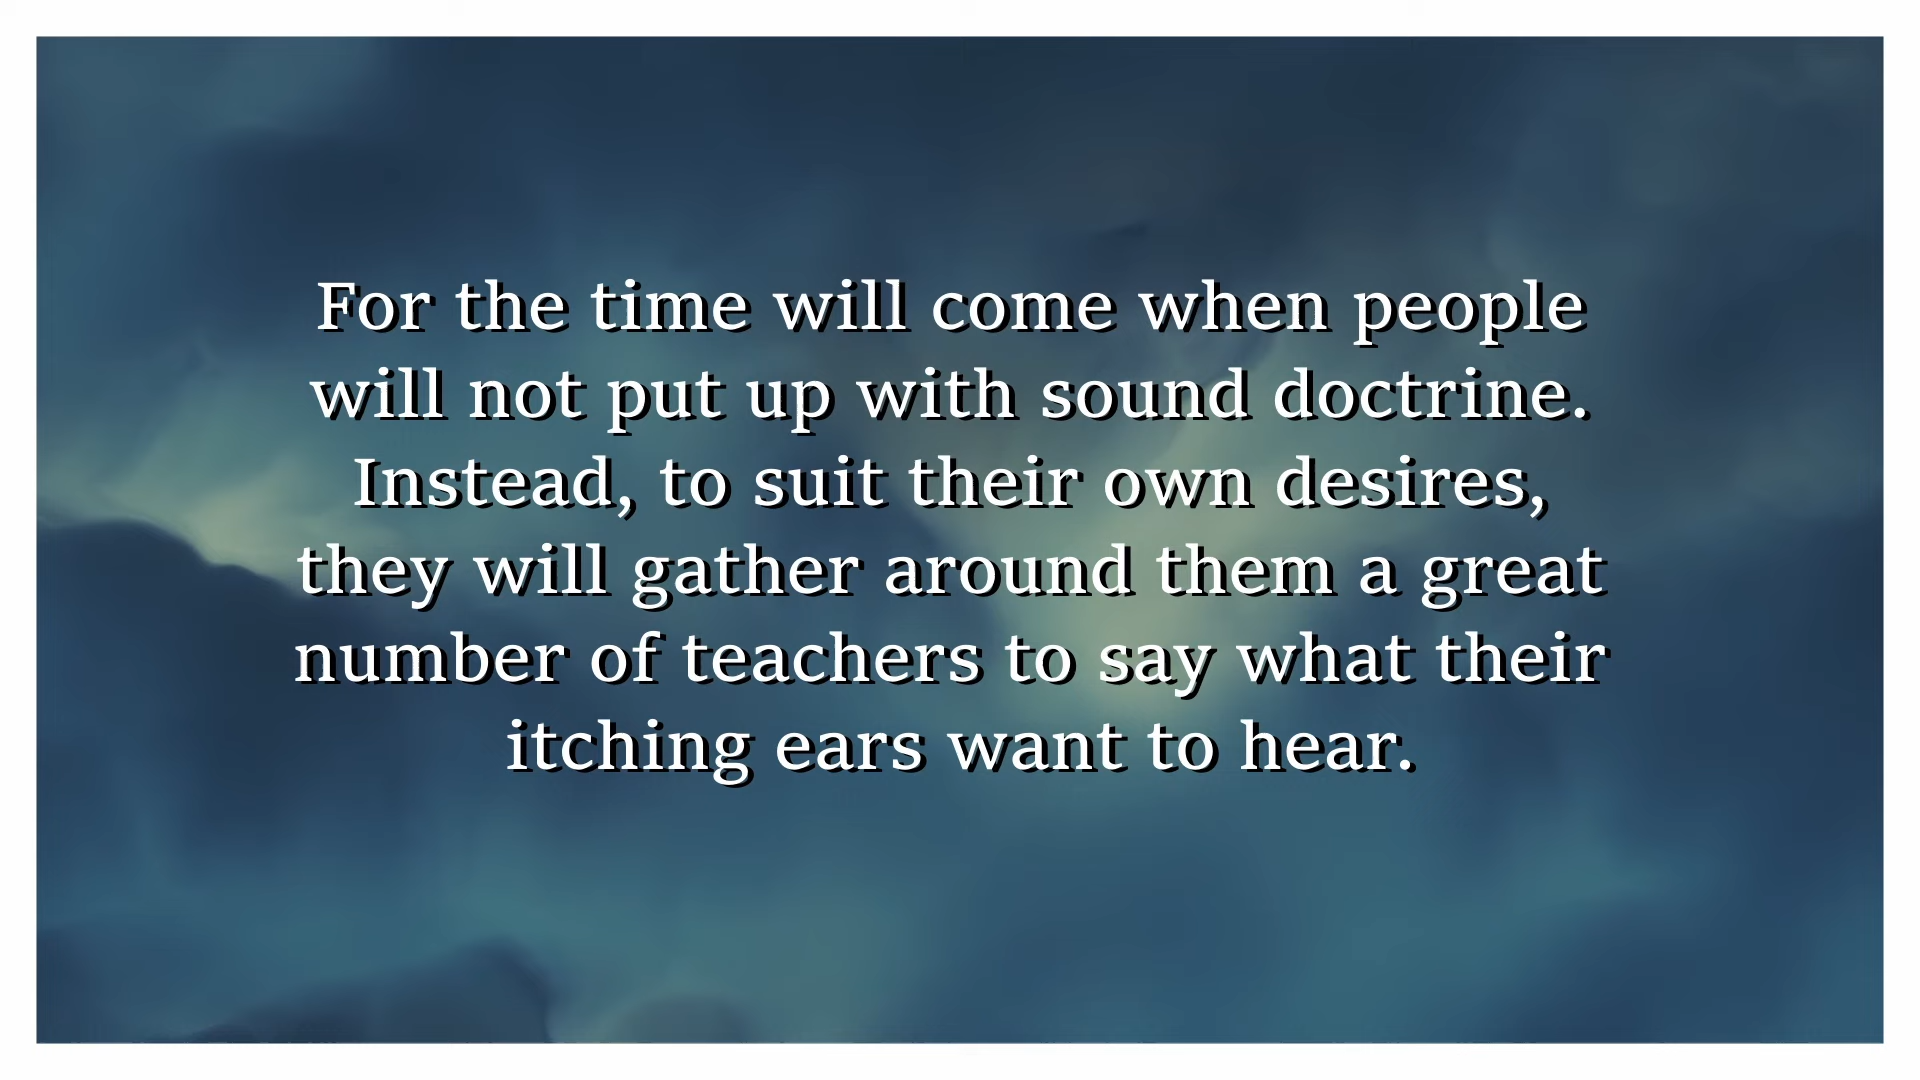 For the time will come when people
will not put up with sound doctrine.
Instead, to suit their own desires,
they will gather around them a great
number of teachers to say what their
itching ears want to hear.